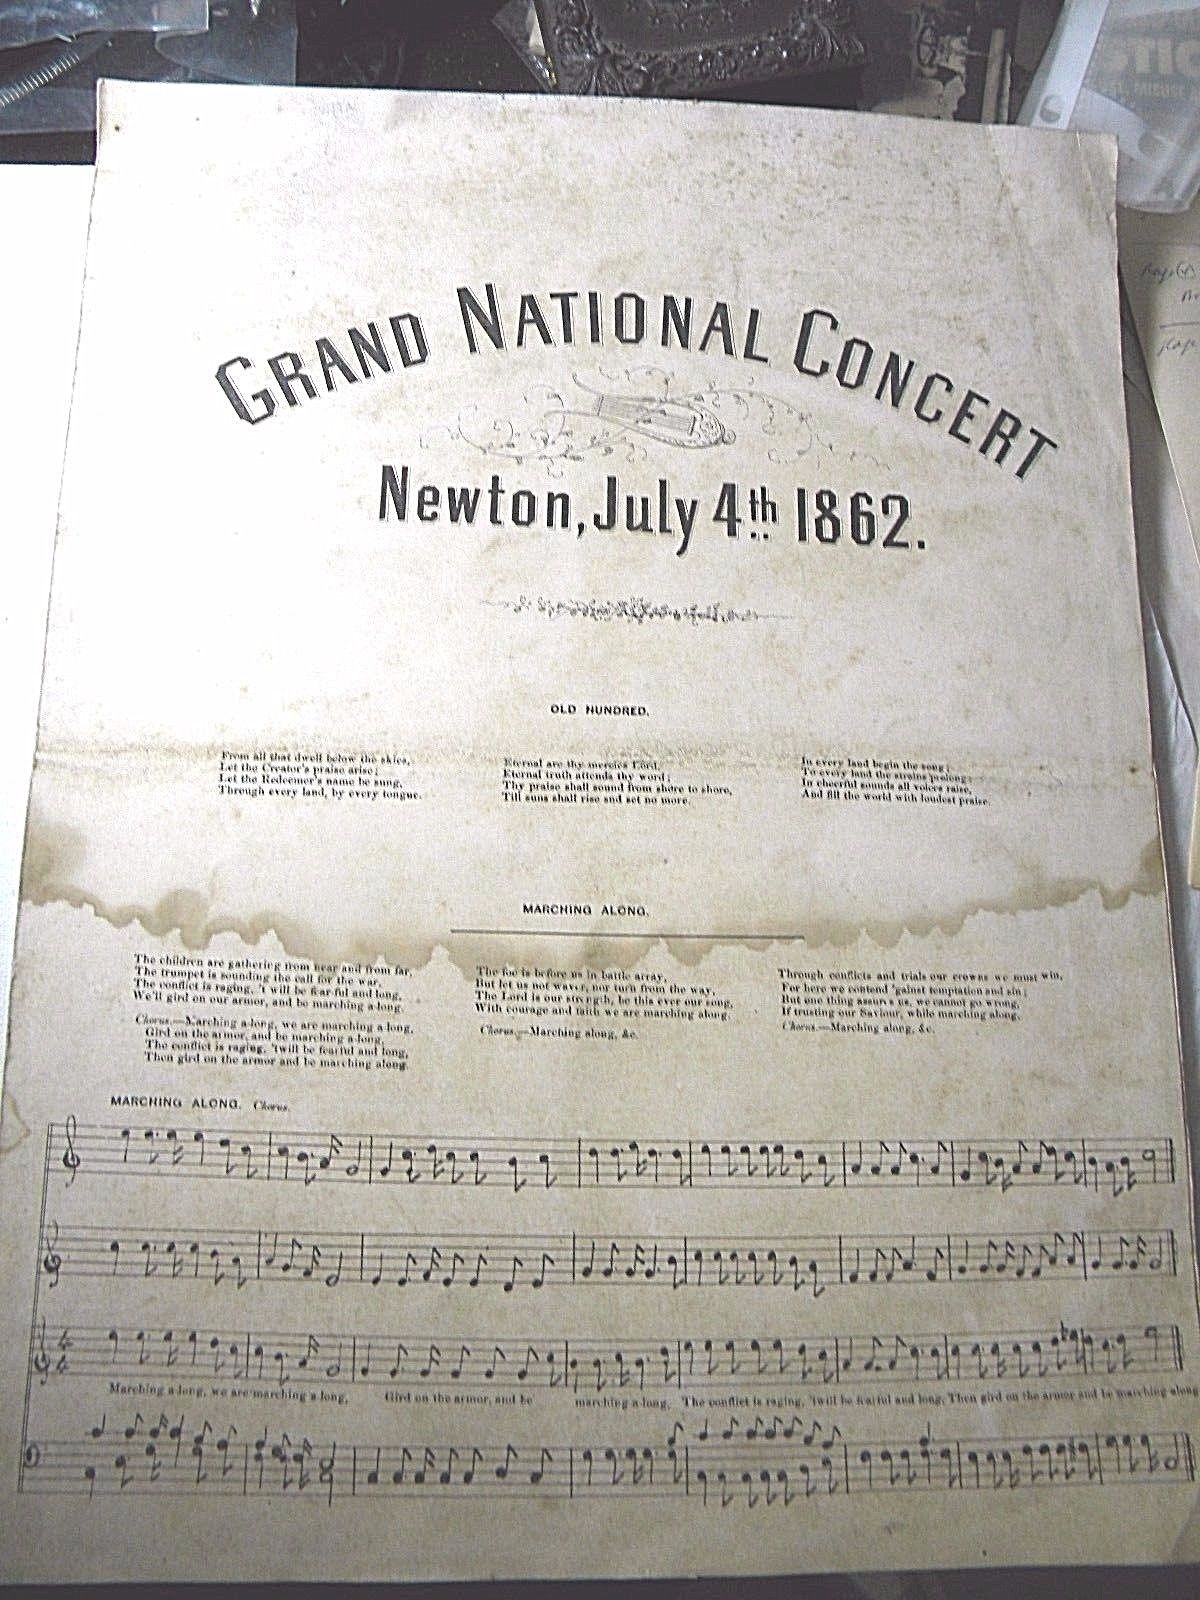 GRAND NATIONAL CONCERT
Newton, July 4th 1862.
OLD HUNDRED.
From all that dwell below the skies,
Let the Creator's praise arise;
Let the Redeemer's name be sung,
Through every land, by every tongue.
Eternal are thy mercies Lord,
Eternal truth attends thy word;
Thy praise shall sound from shore to shore,
Till suns shall rise and set no more.
In every land begin the song;
To every land the strains prolong;
In cheerful sounds all voices raise,
And fill the world with loudest praise.
MARCHING ALONG.
The children are gathering from near and from far,
The trumpet is sounding the call for the war,
The conflict is raging, 't will be fear-ful and long,
We'll gird on our armor, and be marching a-long.
Chorus.—Marching a-long, we are marching a-long,
Gird on the armor, and be marching a-long,
The conflict is raging, 'twill be fearful and long,
Then gird on the armor and be marching along.
The foe is before us in battle array,
But let us not waver, nor turn from the way,
The Lord is our strength, be this ever our song,
With courage and faith we are marching along.
Chorus.—Marching along, &c.
Through conflicts and trials our crowns we must win,
For here we contend 'gainst temptation and sin;
But one thing assures us, we cannot go wrong,
If trusting our Saviour, while marching along.
Chorus.—Marching along, &c.
MARCHING ALONG. Chorus.
4
4
Marching a-long, we are marching a-long, Gird on the armor, and be marching a-long, The conflict is raging, 'twill be fearful and long, Then gird on the armor and be marching along